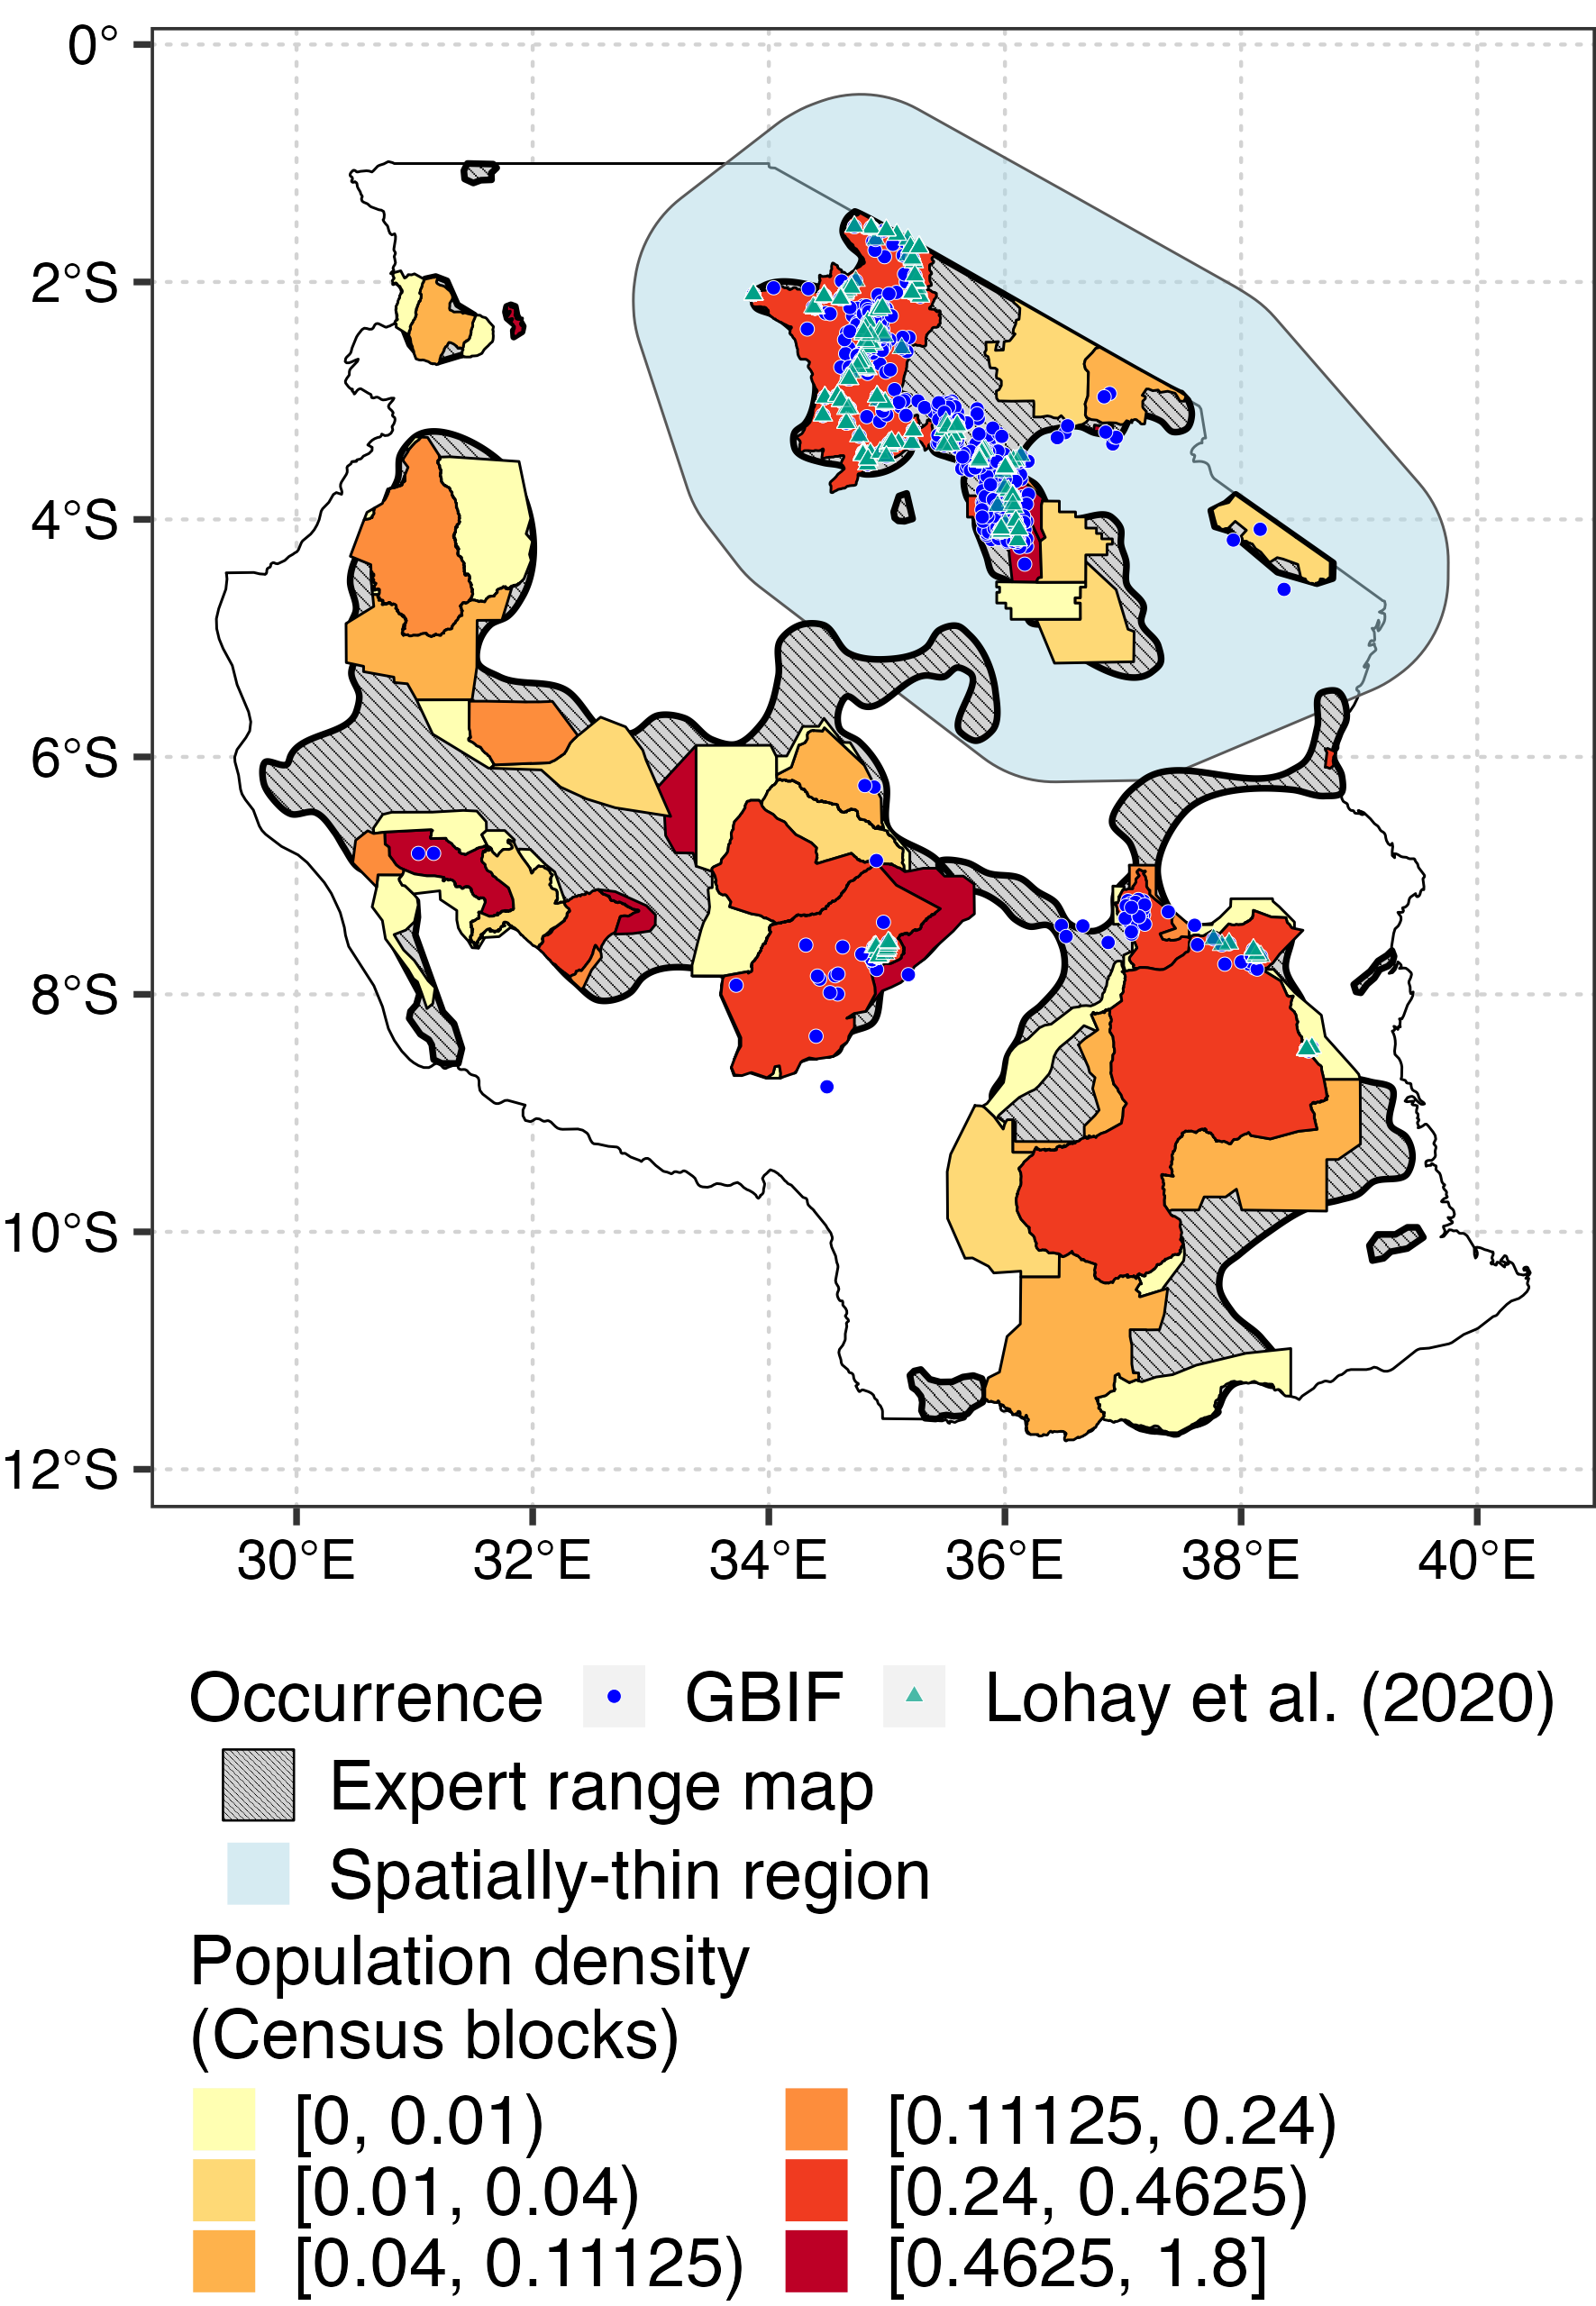 0°
2°S
4°S
6°S
8°S
10°S
12°S
30°E 32°E 34°E 36°E 38°E 40°E
Occurrence GBIF Lohay et al. (2020)
Expert range map
Spatially-thin region
Population density
(Census blocks)
[0, 0.01) [0.11125, 0.24)
[0.01, 0.04) [0.24, 0.4625)
[0.04, 0.11125) [0.4625, 1.8]